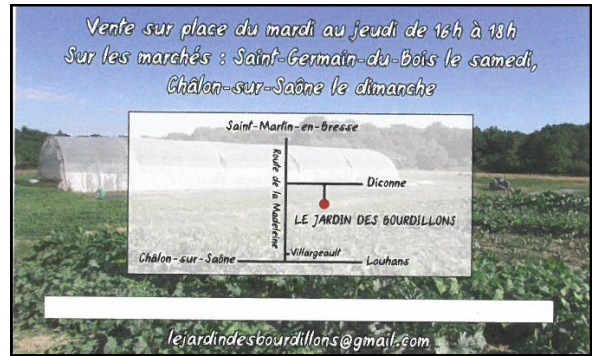 Vente sur place du mardi au jeudi de 16h à 18h
Sur les marchés : Saint-Germain-du-Bois le samedi,
Châlon-sur-Saône le dimanche
Saint-Martin-en-Bresse
Route de la Madeleine
Diconne
LE JARDIN DES BOURDILLONS
Villargeault
Châlon-sur-Saône
Louhans
lejardindesbourdillons@gmail.com